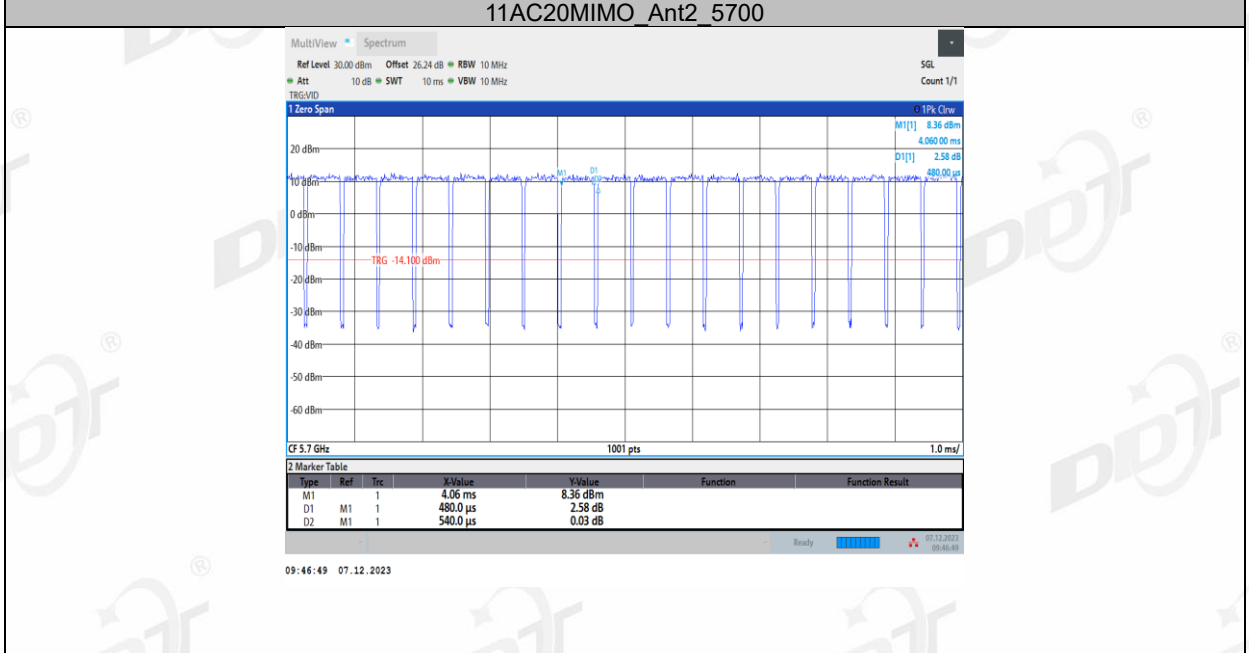 11AC20MIMO_Ant2_5700
MultiView Spectrum
Ref Level 30.00 dBm Offset 26.24 dB RBW 10 MHz SGL
Att 10 dB SWT 10 ms VBW 10 MHz Count 1/1
TRG:VID
1 Zero Span 1Pk Clrw
M1[1] 8.36 dBm
4.060 00 ms
20 dBm
D1[1] 2.58 dB
480.00 µs
M1 D1
10 dBm
0 dBm
-10 dBm
TRG -14.100 dBm
-20 dBm
-30 dBm
-40 dBm
-50 dBm
-60 dBm
CF 5.7 GHz 1001 pts 1.0 ms/
2 Marker Table
Type Ref Trc X-Value Y-Value Function Function Result
M1 1 4.06 ms 8.36 dBm
D1 M1 1 480.0 µs 2.58 dB
D2 M1 1 540.0 µs 0.03 dB
Ready 07.12.2023
09:46:49
09:46:49 07.12.2023
DDT
DDT
DDT
DDT